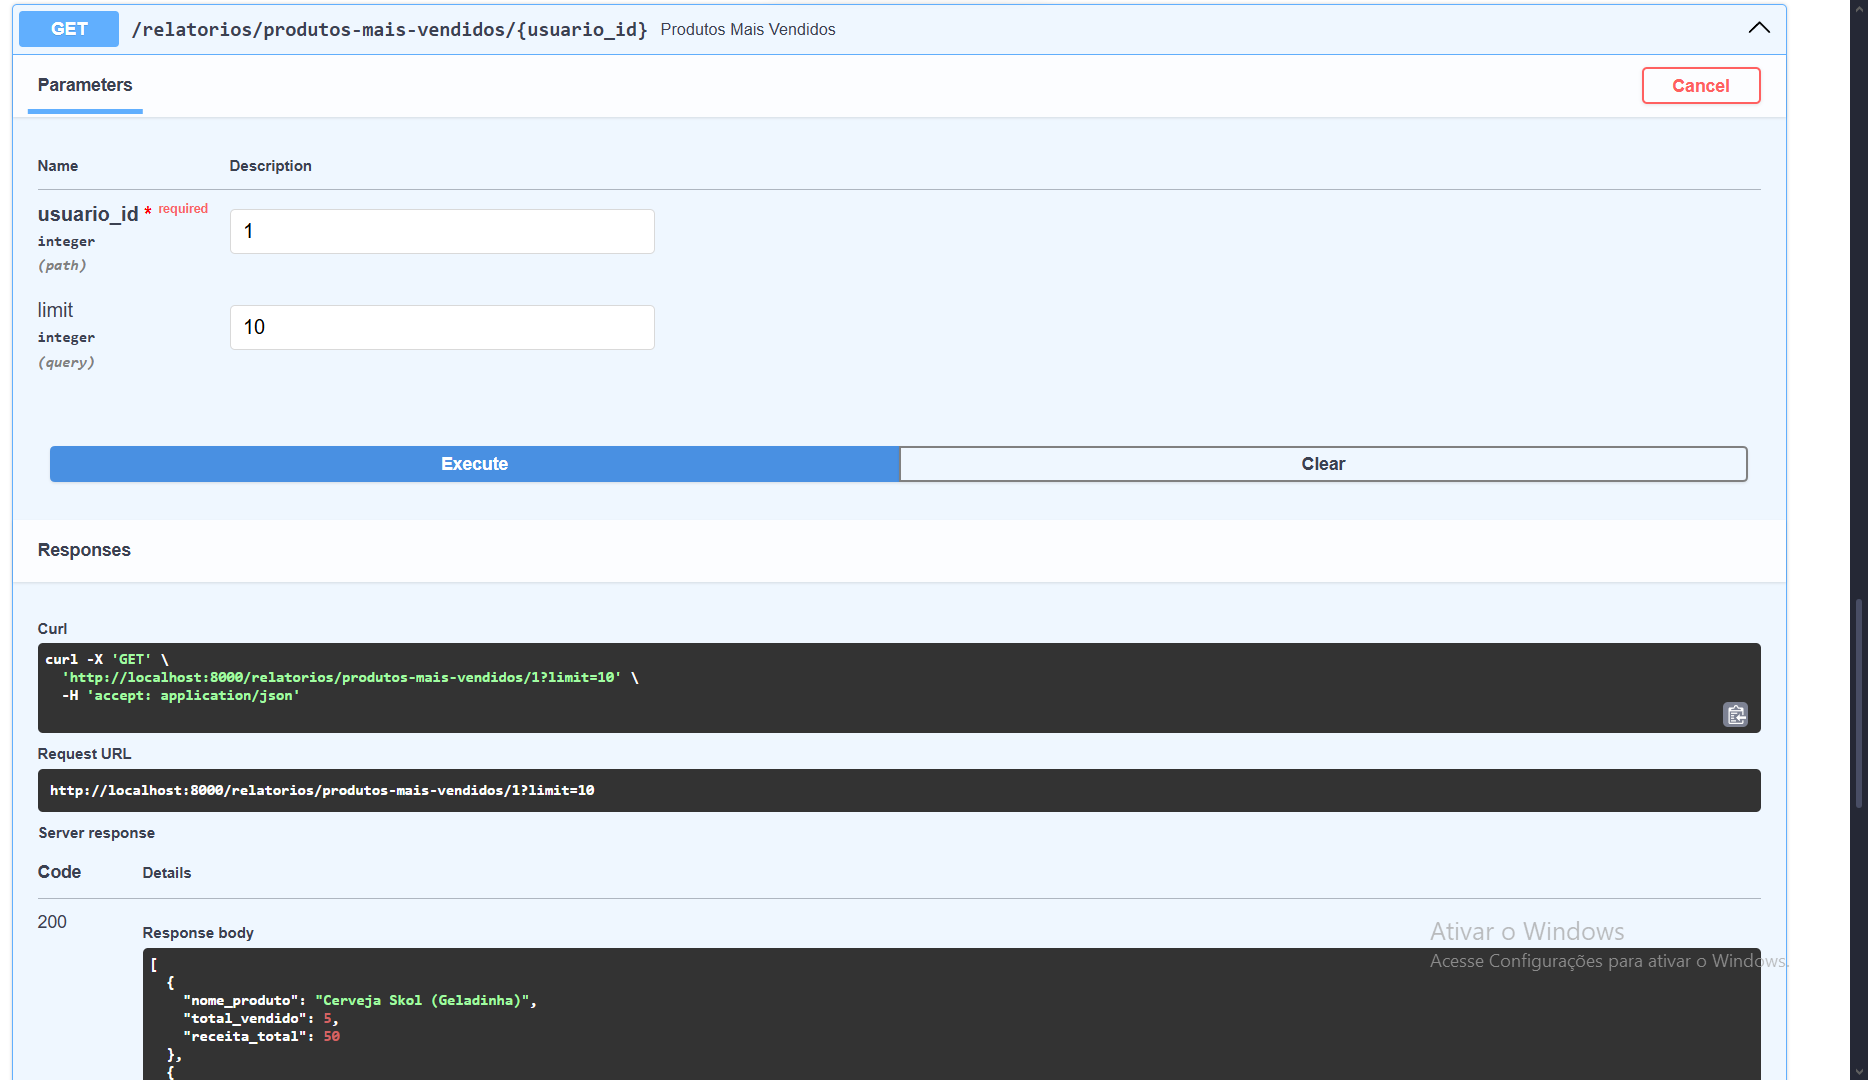 GET /relatorios/produtos-mais-vendidos/{usuario_id} Produtos Mais Vendidos
Parameters
Cancel
Name Description
usuario_id * required
integer
(path)
1
limit
integer
(query)
10
Execute Clear
Responses
Curl
curl -X 'GET' \
'http://localhost:8000/relatorios/produtos-mais-vendidos/1?limit=10' \
-H 'accept: application/json'
Request URL
http://localhost:8000/relatorios/produtos-mais-vendidos/1?limit=10
Server response
Code Details
200
Response body
[
{
"nome_produto": "Cerveja Skol (Geladinha)",
"total_vendido": 5,
"receita_total": 50
},
{
Ativar o Windows
Acesse Configurações para ativar o Windows.